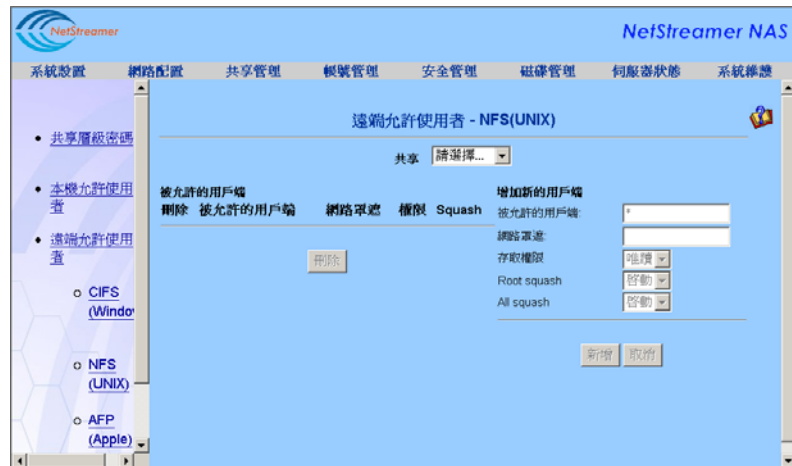 NetStreamer
NetStreamer NAS
系統設置 網路配置 共享管理 帳號管理 安全管理 磁碟管理 伺服器狀態 系統維護
共享層級密碼
本機允許使用
者
遠端允許使用
者
CIFS
(Window
NFS
(UNIX)
AFP
(Apple)
遠端允許使用者 - NFS(UNIX)
共享 請選擇...
被允許的用戶端
刪除 被允許的用戶端 網路罩遮 權限 Squash
刪除
增加新的用戶端
被允許的用戶端: *
網路罩遮:
存取權限 唯讀
Root squash 啓動
All squash 啓動
新增 取消